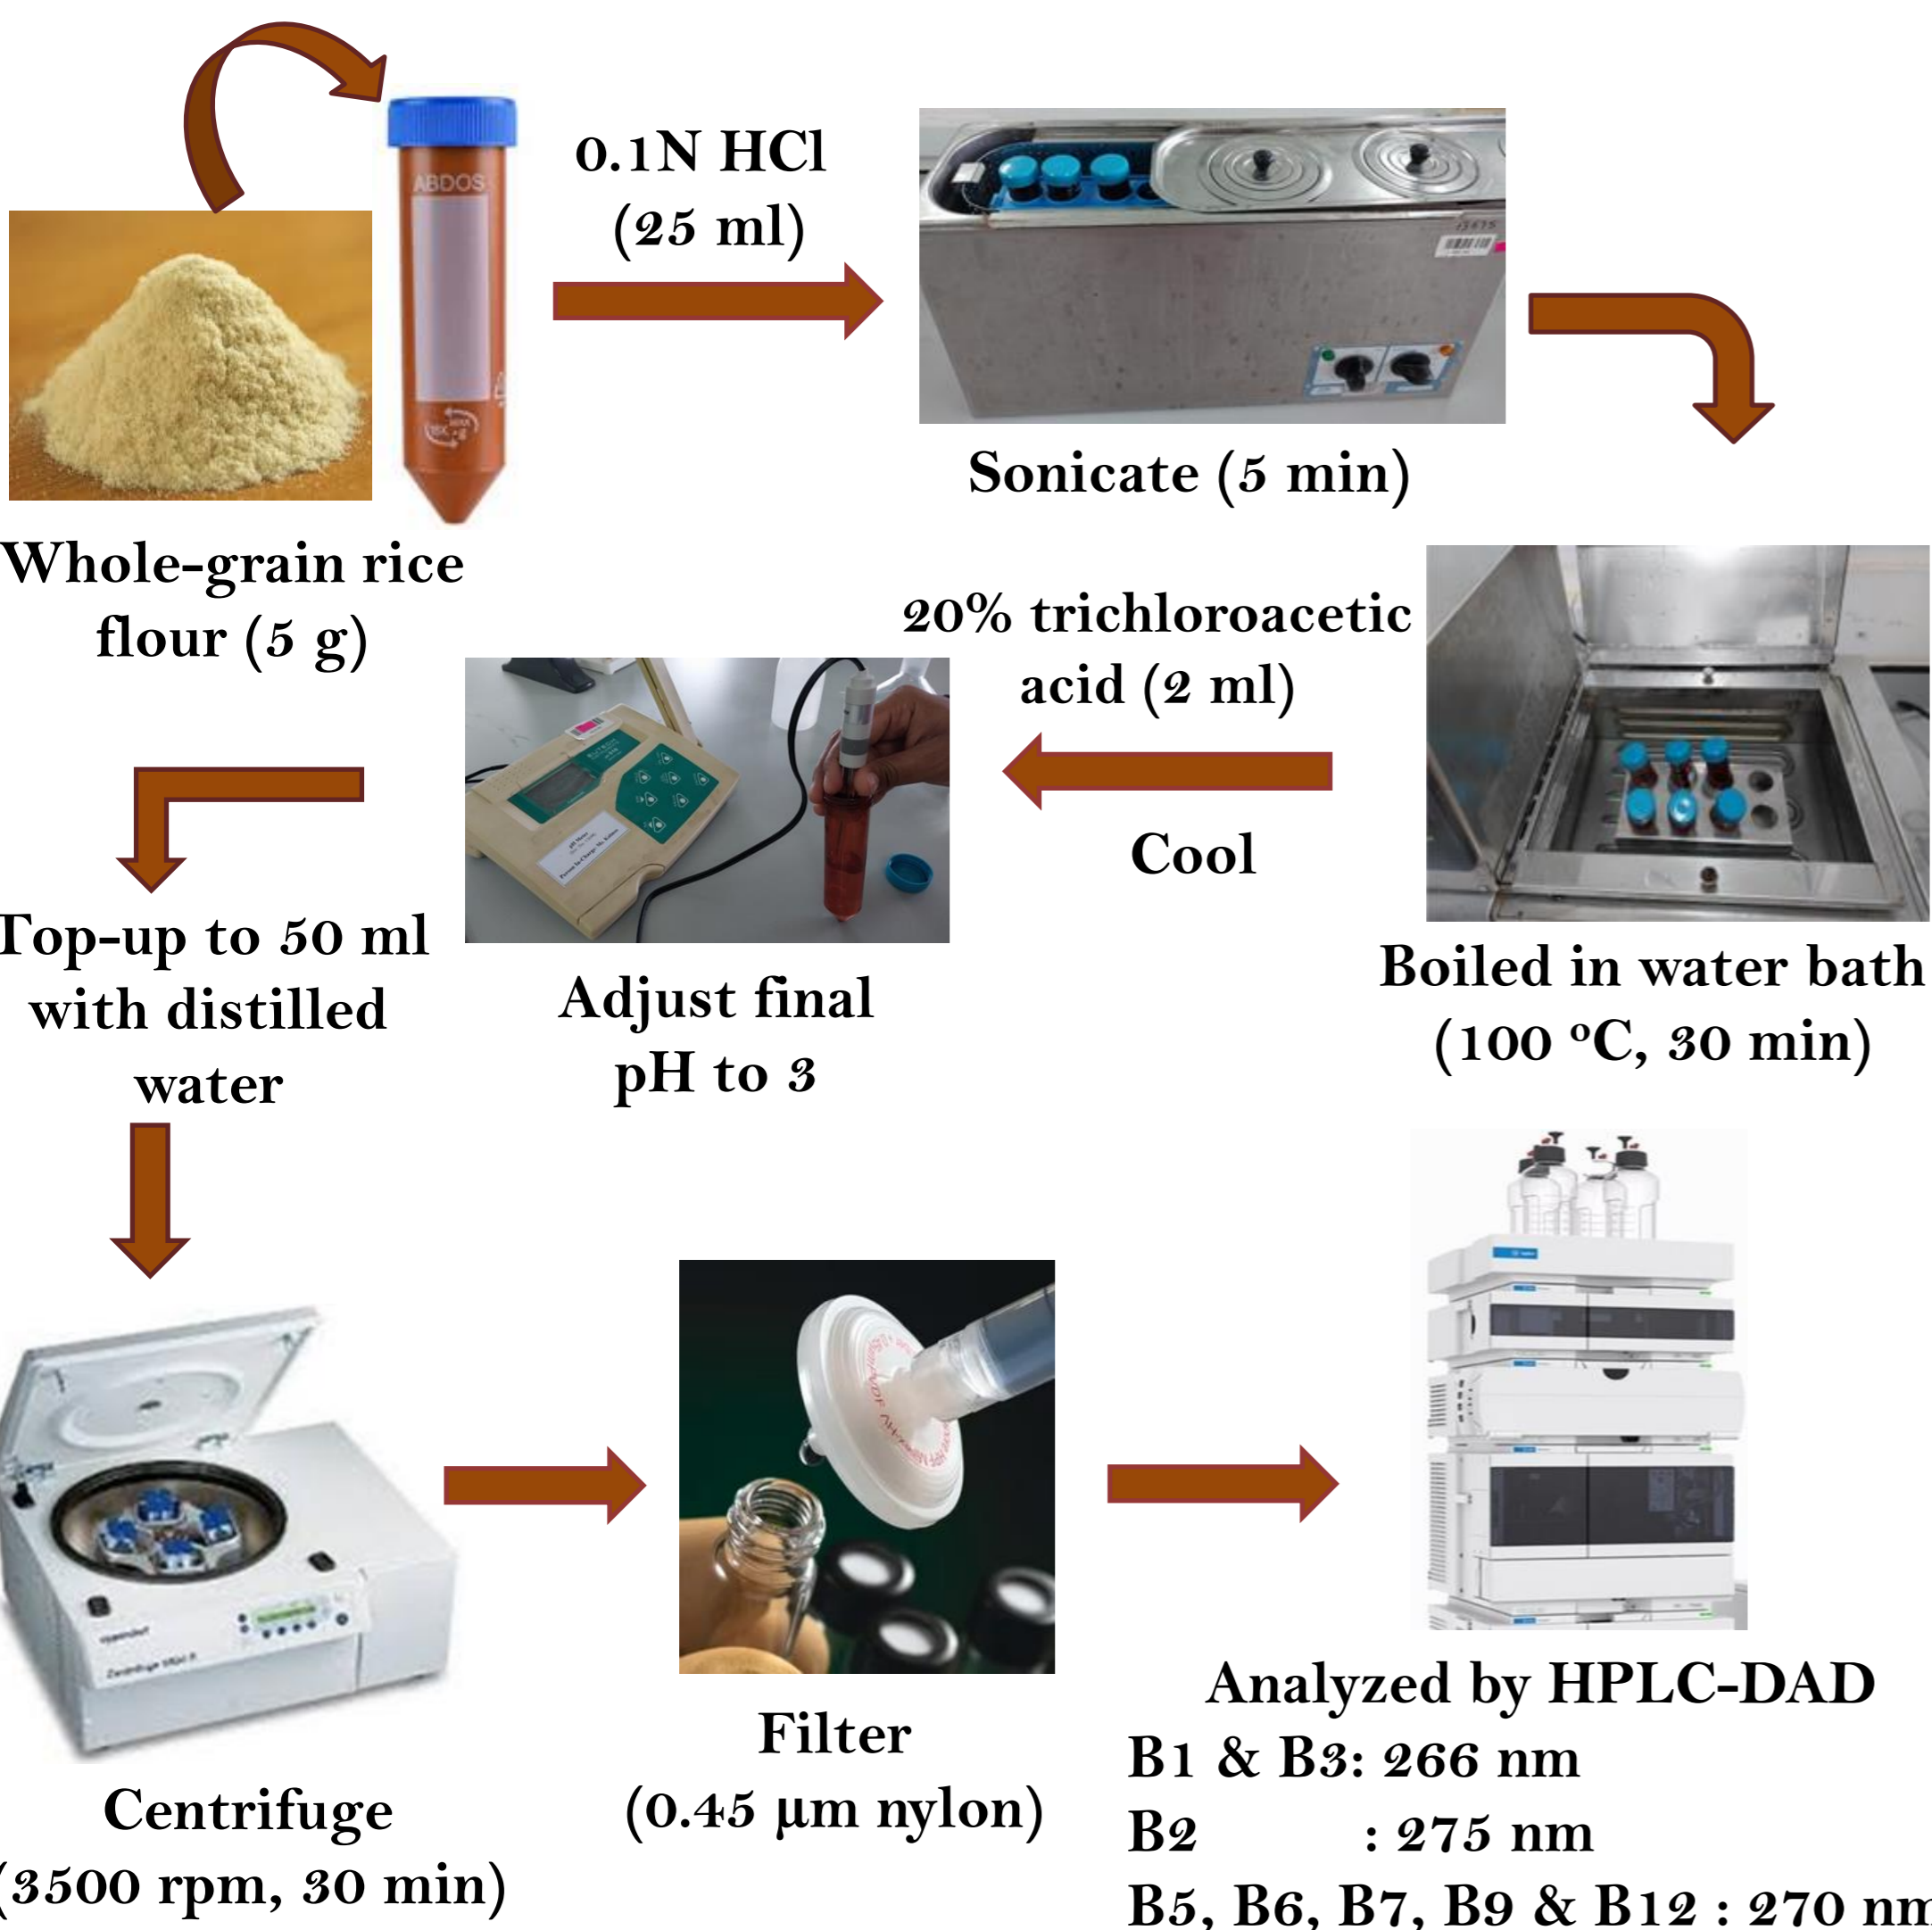 ABDOS
0.1N HCl
(25 ml)
Sonicate (5 min)
Whole-grain rice
flour (5 g)
20% trichloroacetic
acid (2 ml)
Cool
Boiled in water bath
(100 ºC, 30 min)
Adjust final
pH to 3
Top-up to 50 ml
with distilled
water
Centrifuge
(3500 rpm, 30 min)
Filter
(0.45 µm nylon)
Analyzed by HPLC-DAD
B1 & B3: 266 nm
B2 : 275 nm
B5, B6, B7, B9 & B12 : 270 nm